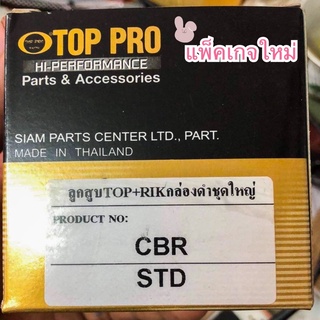 TOP PRO
แพ็คเกจใหม่
HI-PERFORMANCE
Parts & Accessories
SIAM PARTS CENTER LTD., PART.
MADE IN THAILAND
ลูกสูบTOP+RIKกล่องดำชุดใหญ่
PRODUCT NO:
CBR
STD